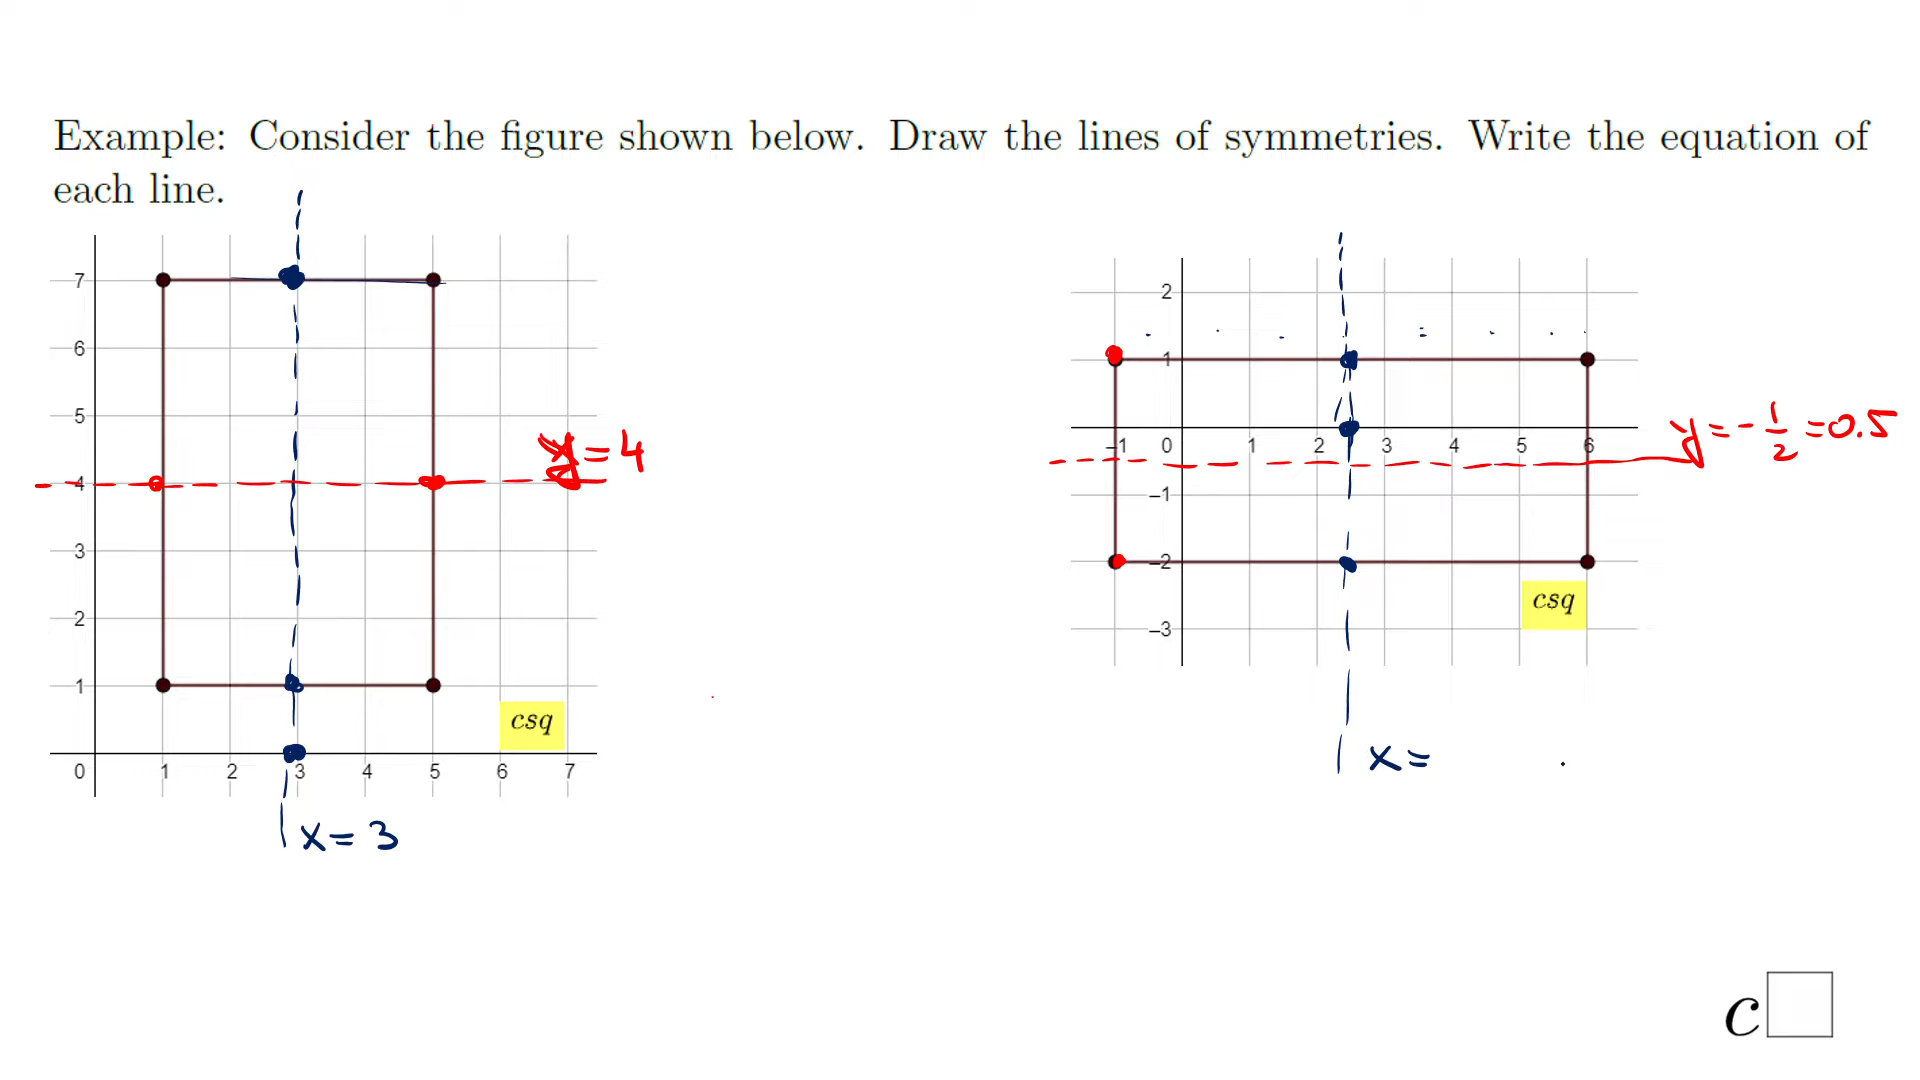 Example: Consider the figure shown below. Draw the lines of symmetries. Write the equation of
each line.
7
6
5
4
3
2
1
0 1 2 3 4 5 6 7
y = 4
x = 3
csq
2
1
−1 0 1 2 3 4 5 6
−1
−2
−3
y = - 1/2 = 0.5
csq
x =
c